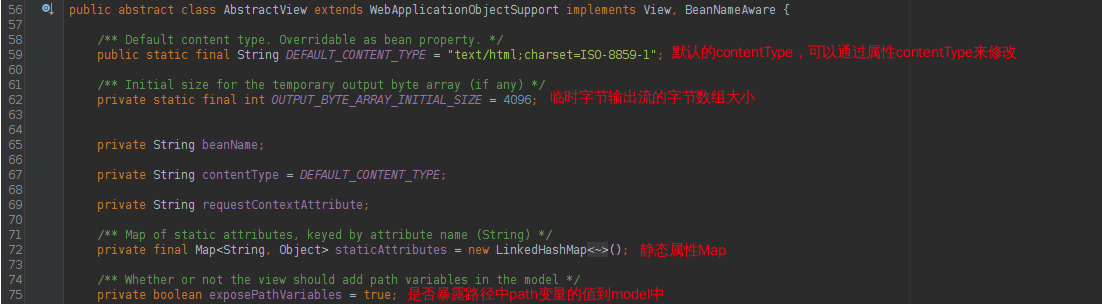 56 public abstract class AbstractView extends WebApplicationObjectSupport implements View, BeanNameAware {
57
58 /** Default content type. Overridable as bean property. */
59 public static final String DEFAULT_CONTENT_TYPE = "text/html;charset=ISO-8859-1"; 默认的contentType，可以通过属性contentType来修改
60
61 /** Initial size for the temporary output byte array (if any) */
62 private static final int OUTPUT_BYTE_ARRAY_INITIAL_SIZE = 4096; 临时字节输出流的字节数组大小
63
64
65 private String beanName;
66
67 private String contentType = DEFAULT_CONTENT_TYPE;
68
69 private String requestContextAttribute;
70
71 /** Map of static attributes, keyed by attribute name (String) */
72 private final Map<String, Object> staticAttributes = new LinkedHashMap<~>(); 静态属性Map
73
74 /** Whether or not the view should add path variables in the model */
75 private boolean exposePathVariables = true; 是否暴露路径中path变量的值到model中